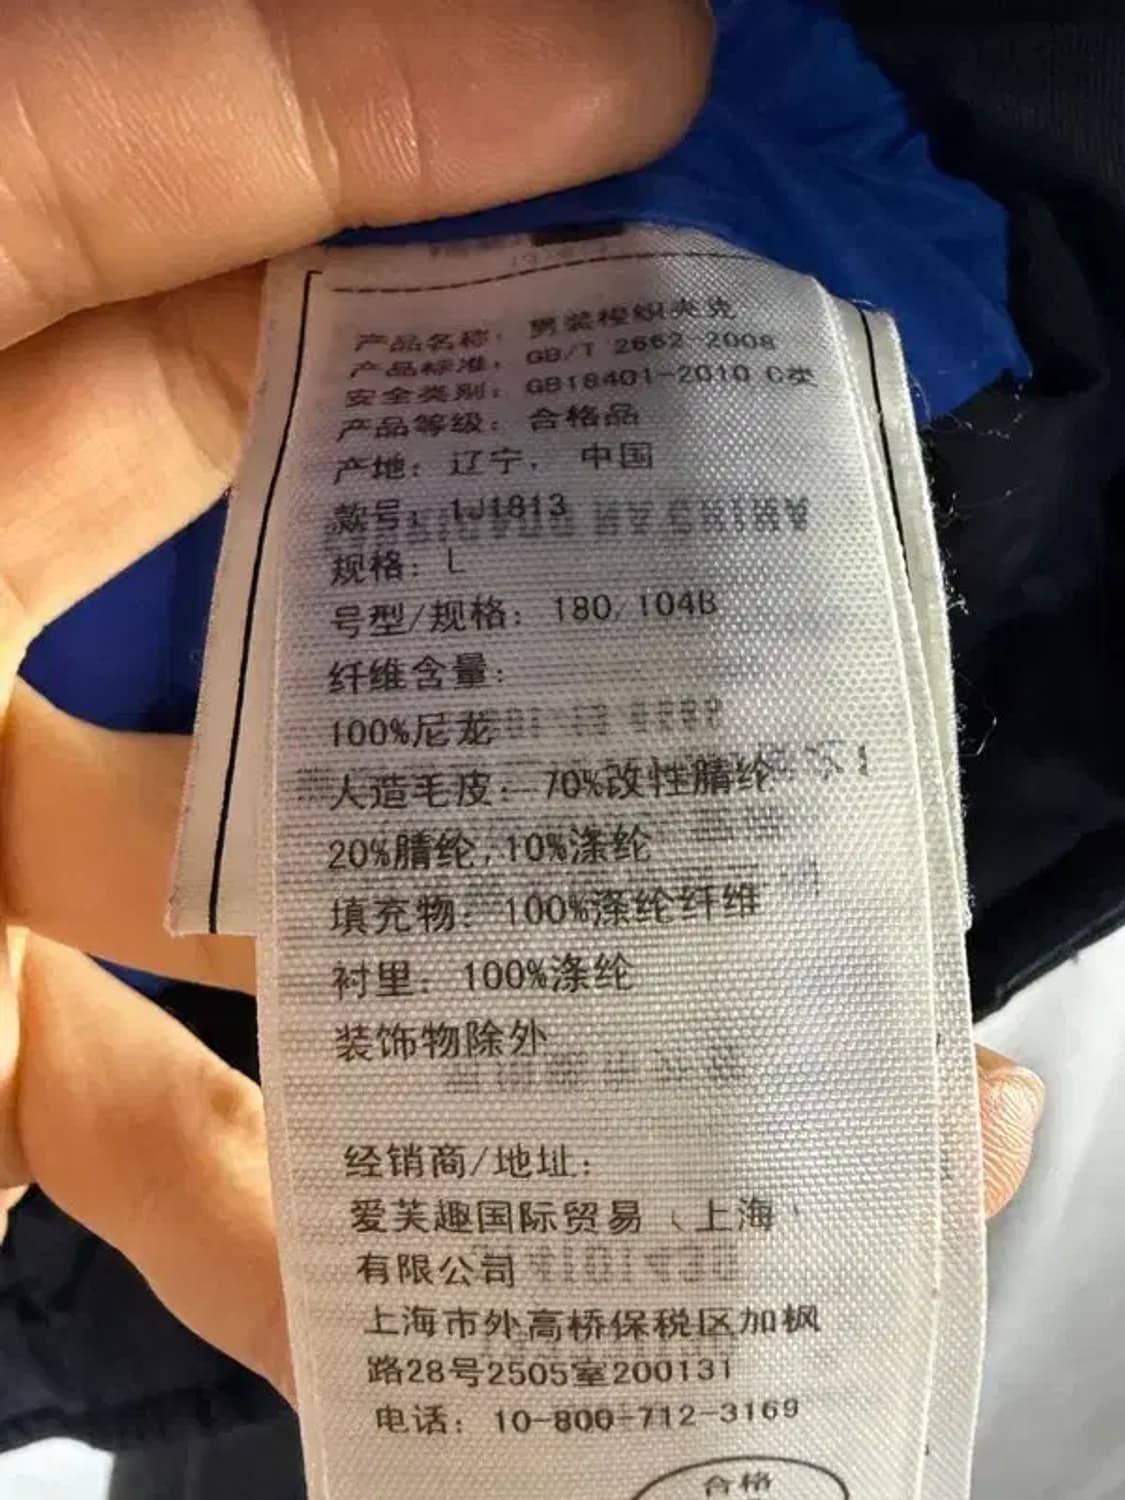 产品名称: 男装梭织夹克
产品标准: GB/T 2662-2008
安全类别: GB18401-2010 C类
产品等级: 合格品
产地: 辽宁, 中国
款号: 1J1813
规格: L
号型/规格: 180/104B
纤维含量:
100%尼龙
人造毛皮: 70%改性腈纶
20%腈纶,10%涤纶
填充物: 100%涤纶纤维
衬里: 100%涤纶
装饰物除外
经销商/地址:
爱芙趣国际贸易(上海)
有限公司
上海市外高桥保税区加枫
路28号2505室200131
电话: 10-800-712-3169
合格